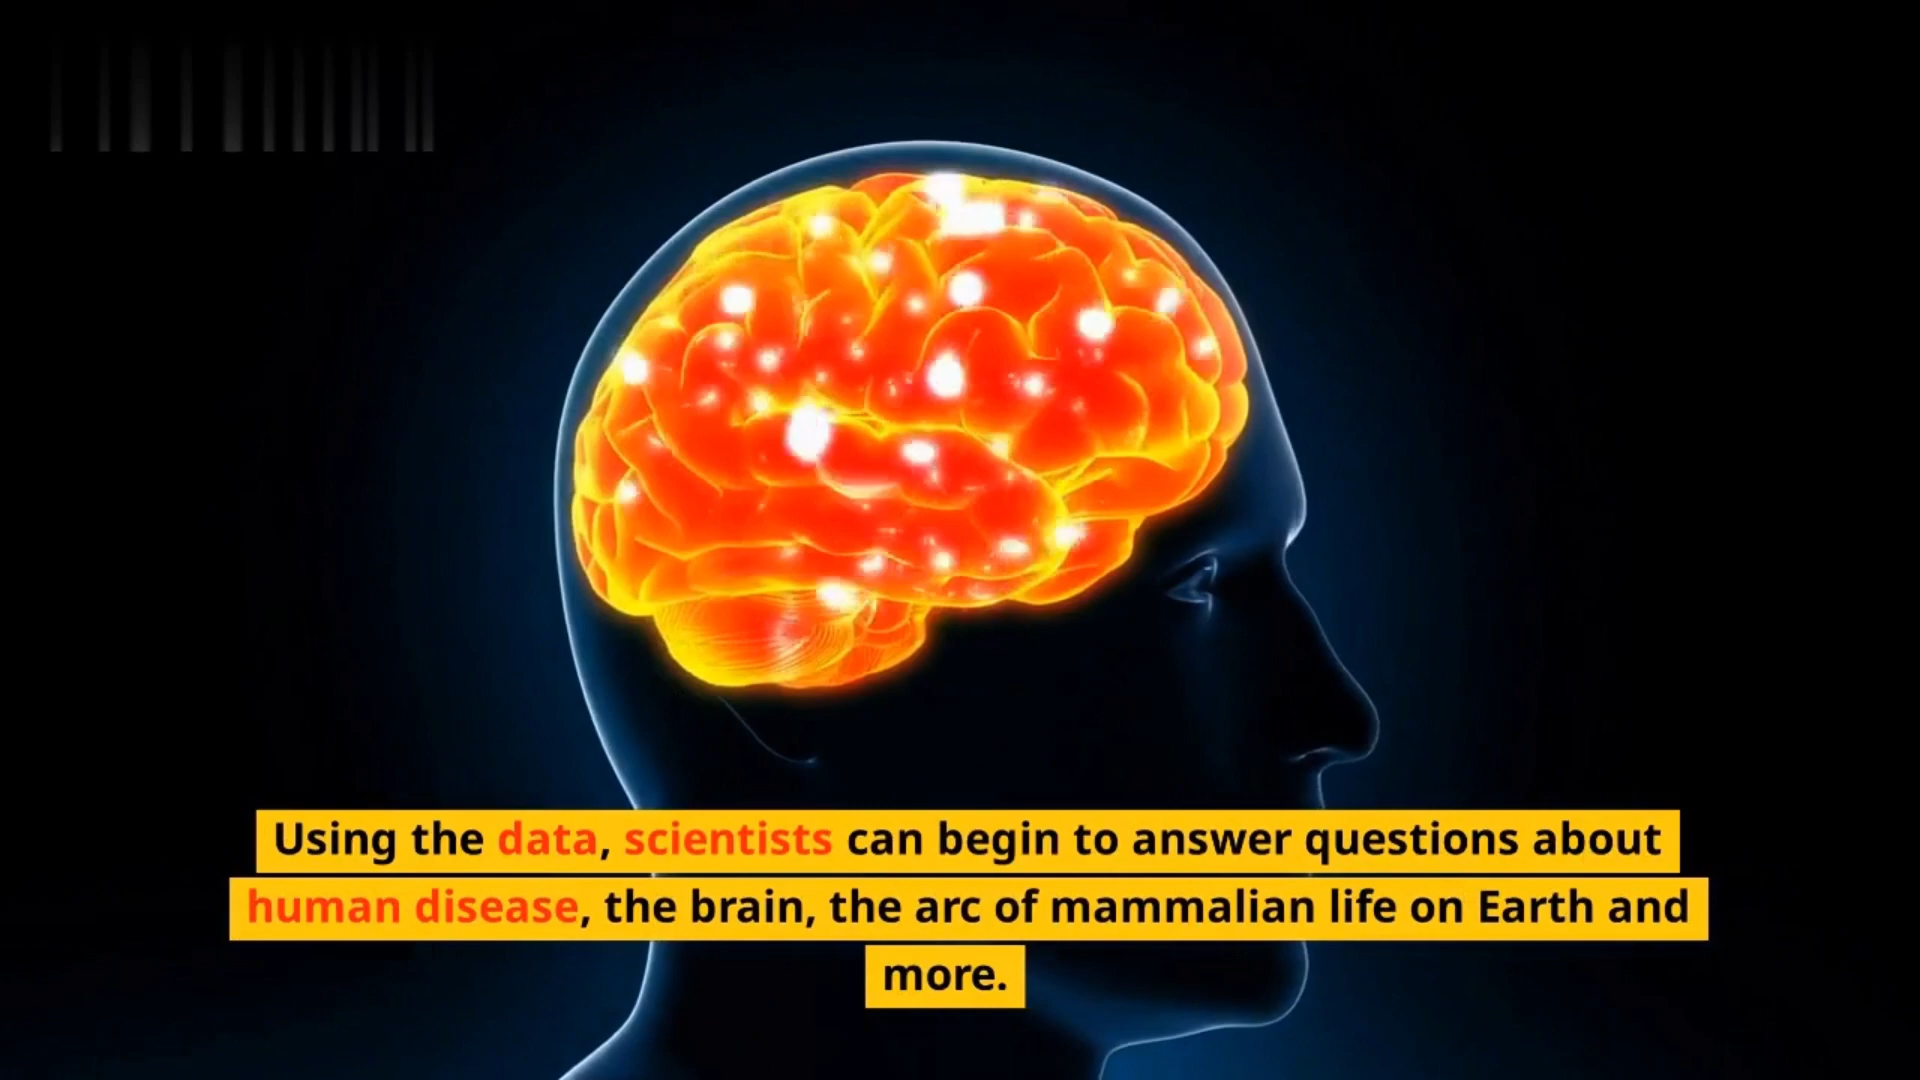 Using the data, scientists can begin to answer questions about
human disease, the brain, the arc of mammalian life on Earth and
more.